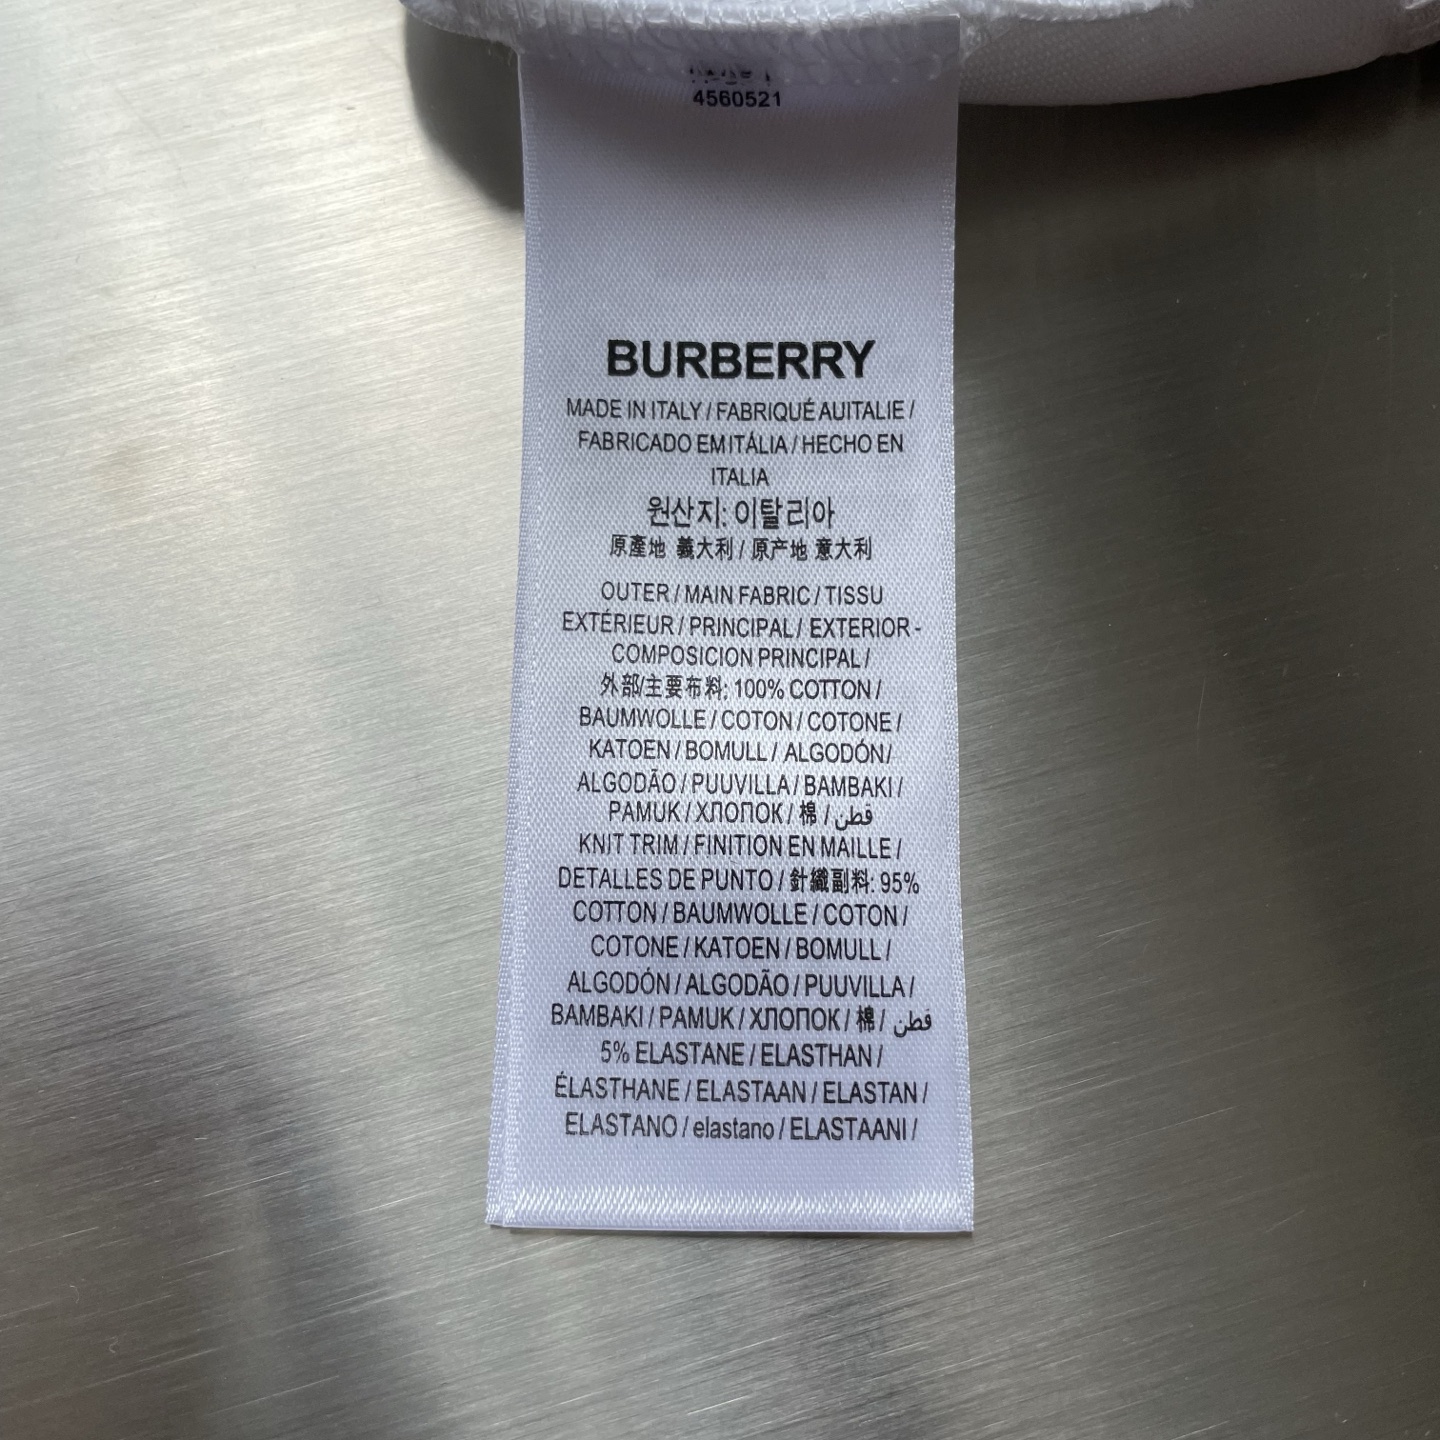 4560521
BURBERRY
MADE IN ITALY / FABRIQUÉ AUITALIE /
FABRICADO EMITÁLIA / HECHO EN
ITALIA
원산지: 이탈리아
原產地 義大利 / 原产地 意大利
OUTER / MAIN FABRIC / TISSU
EXTÉRIEUR / PRINCIPAL / EXTERIOR -
COMPOSICION PRINCIPAL /
外部/主要布料: 100% COTTON /
BAUMWOLLE / COTON / COTONE /
KATOEN / BOMULL / ALGODÓN /
ALGODÃO / PUUVILLA / BAMBAKI /
PAMUK / ХЛОПОК / 棉 / قطن
KNIT TRIM / FINITION EN MAILLE /
DETALLES DE PUNTO / 針織副料: 95%
COTTON / BAUMWOLLE / COTON /
COTONE / KATOEN / BOMULL /
ALGODÓN / ALGODÃO / PUUVILLA /
BAMBAKI / PAMUK / ХЛОПОК / 棉 / قطن
5% ELASTANE / ELASTHAN /
ÉLASTHANE / ELASTAAN / ELASTAN /
ELASTANO / elastano / ELASTAANI /